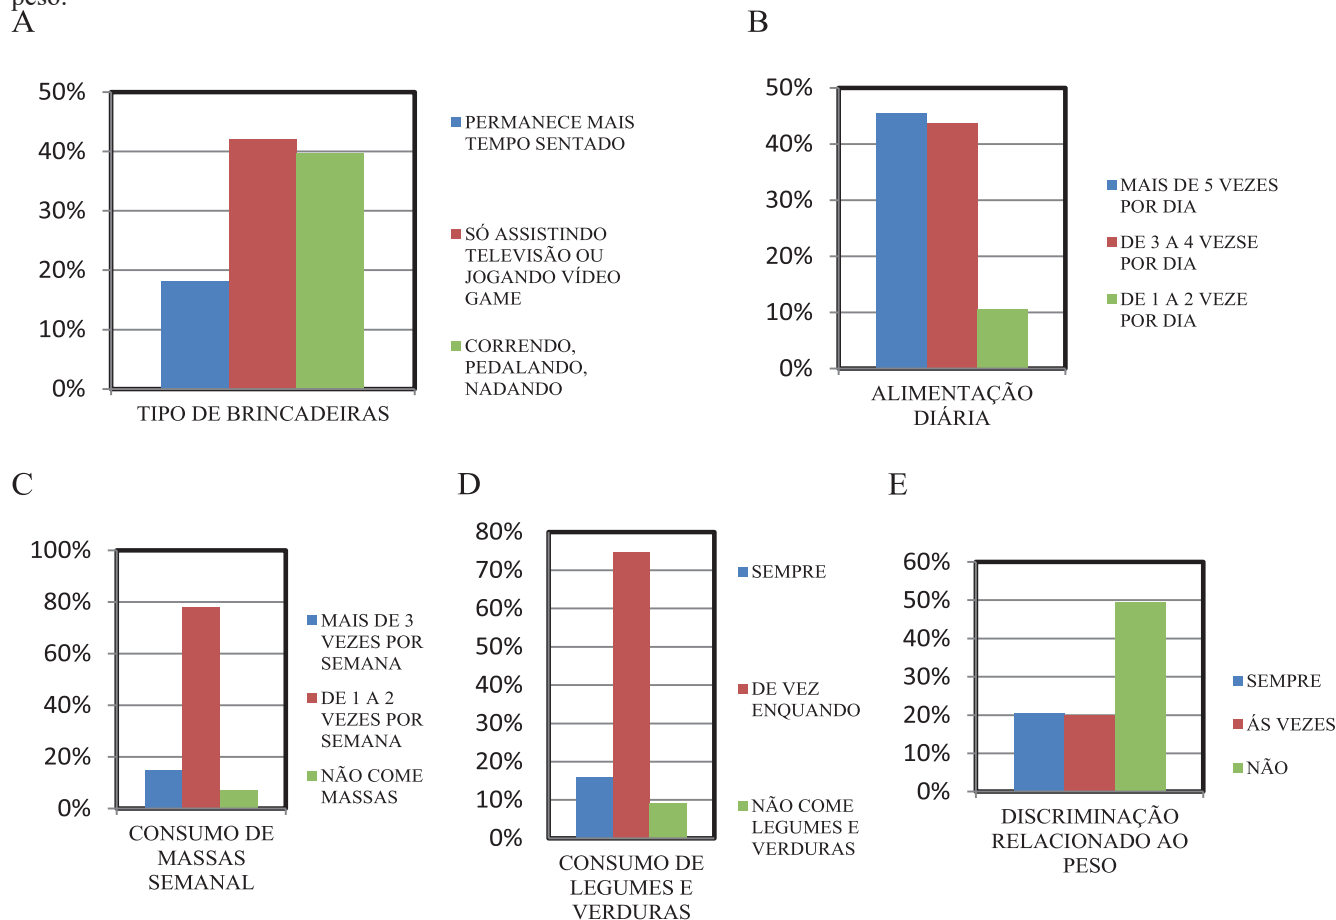 peso.
A
50%
40%
30%
20%
10%
0%
TIPO DE BRINCADEIRAS
PERMANECE MAIS
TEMPO SENTADO
SÓ ASSISTINDO
TELEVISÃO OU
JOGANDO VÍDEO
GAME
CORRENDO,
PEDALANDO,
NADANDO
B
50%
40%
30%
20%
10%
0%
ALIMENTAÇÃO
DIÁRIA
MAIS DE 5 VEZES
POR DIA
DE 3 A 4 VEZSE
POR DIA
DE 1 A 2 VEZE
POR DIA
C
100%
80%
60%
40%
20%
0%
CONSUMO DE
MASSAS
SEMANAL
MAIS DE 3
VEZES POR
SEMANA
DE 1 A 2
VEZES POR
SEMANA
NÃO COME
MASSAS
D
80%
70%
60%
50%
40%
30%
20%
10%
0%
CONSUMO DE
LEGUMES E
VERDURAS
SEMPRE
DE VEZ
ENQUANDO
NÃO COME
LEGUMES E
VERDURAS
E
60%
50%
40%
30%
20%
10%
0%
DISCRIMINAÇÃO
RELACIONADO AO
PESO
SEMPRE
ÁS VEZES
NÃO